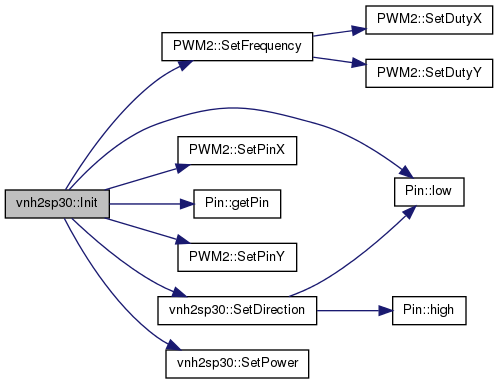 PWM2::SetDutyX
PWM2::SetFrequency
PWM2::SetDutyY
PWM2::SetPinX
Pin::low
vnh2sp30::Init
Pin::getPin
PWM2::SetPinY
vnh2sp30::SetDirection
Pin::high
vnh2sp30::SetPower